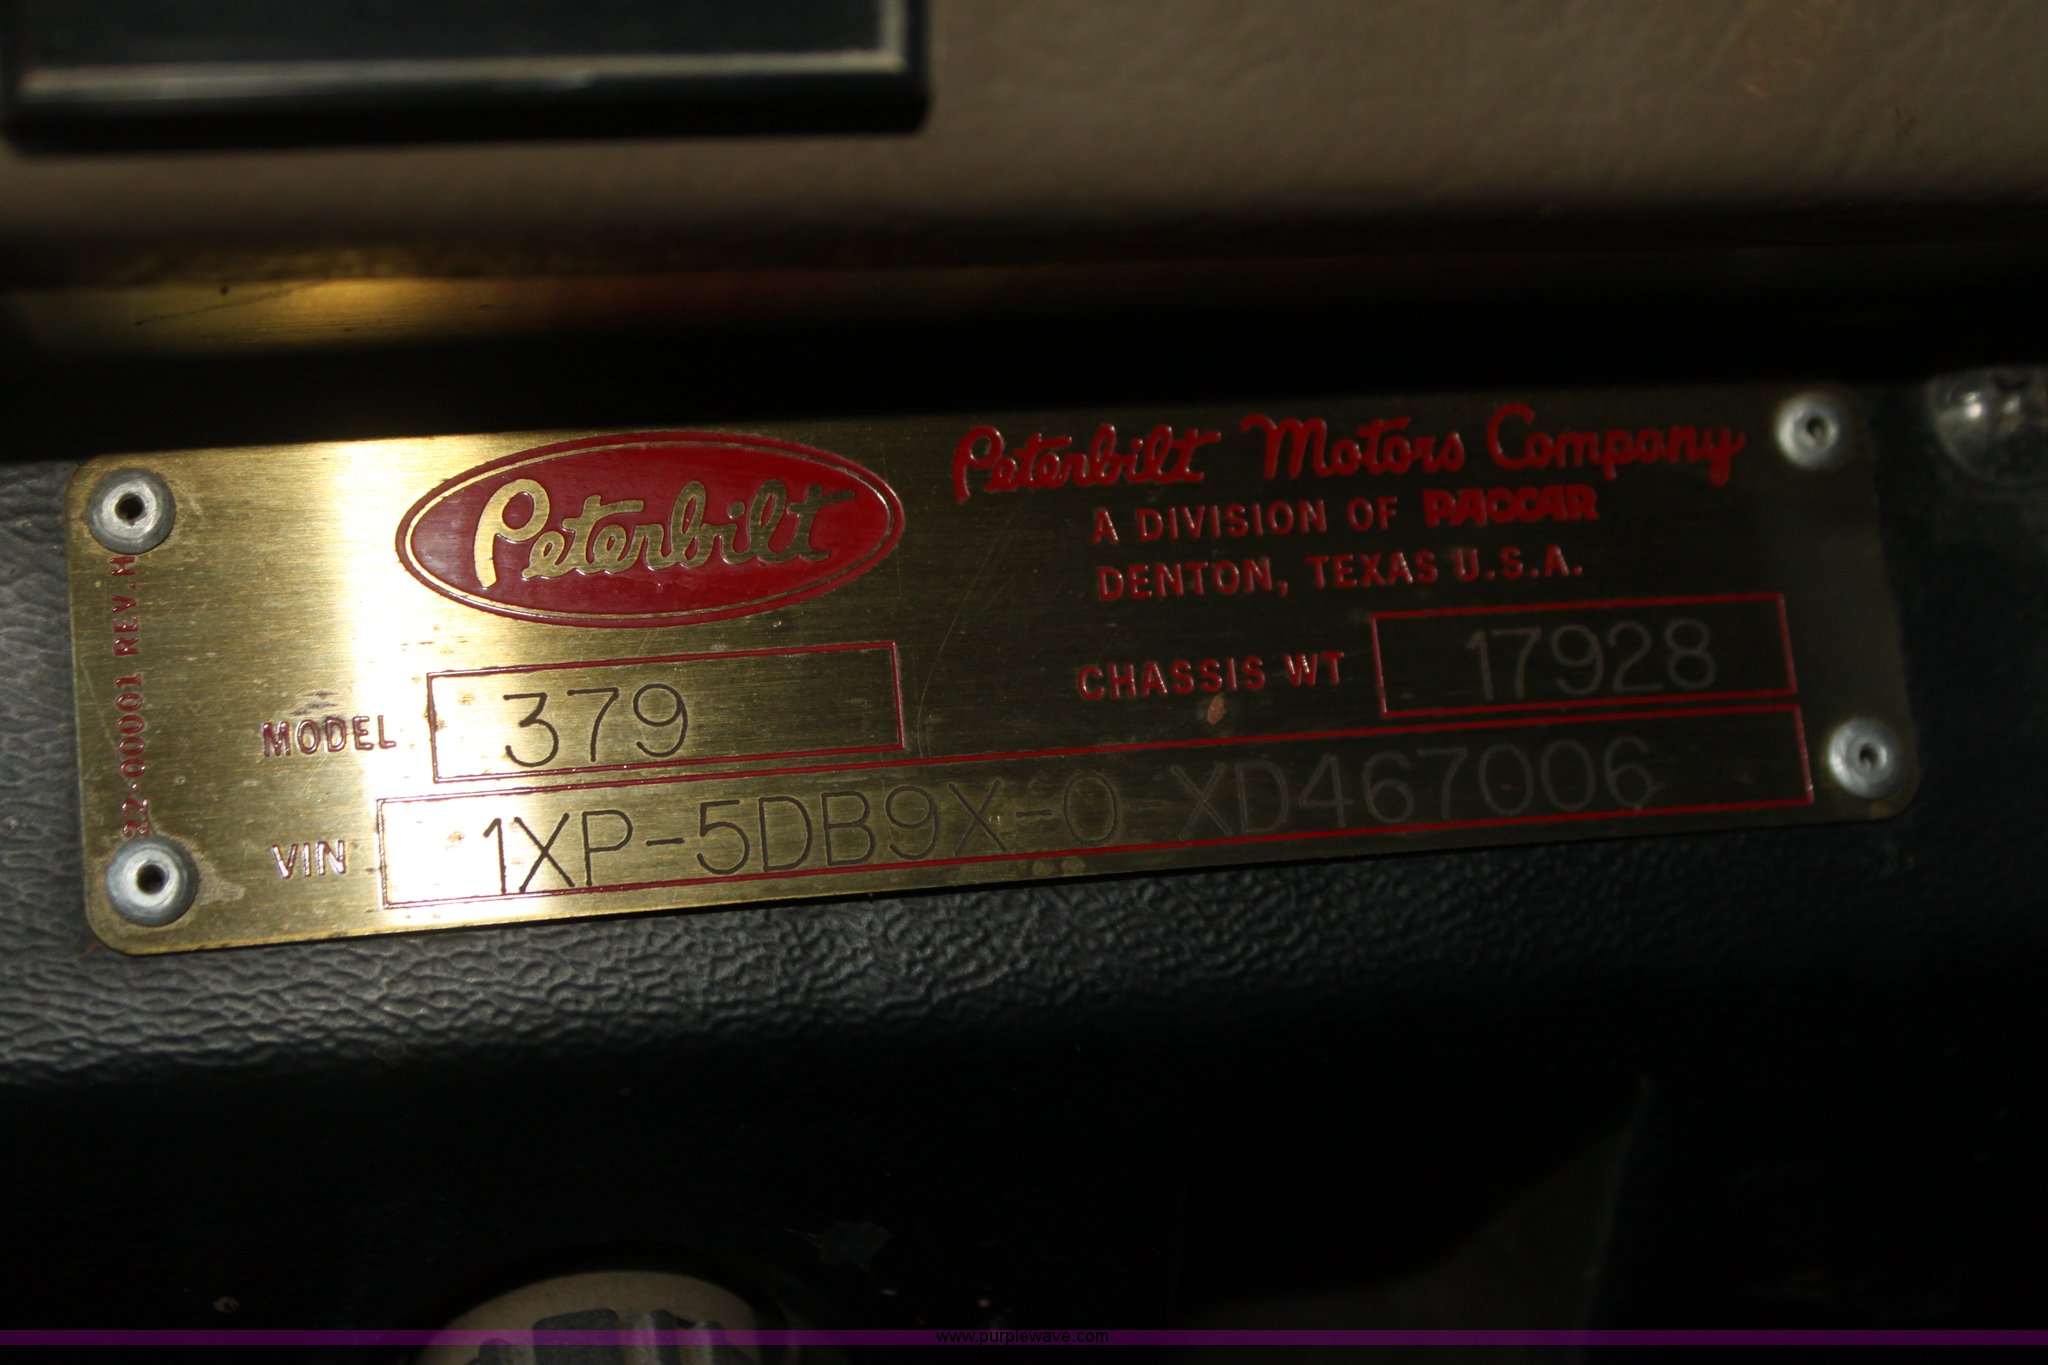 Peterbilt
Peterbilt Motors Company
A DIVISION OF PACCAR
DENTON, TEXAS U.S.A.
CHASSIS WT 17928
MODEL 379
VIN 1XP-5DB9X-0-XD467006
22-00001 REV.H
www.purplewave.com